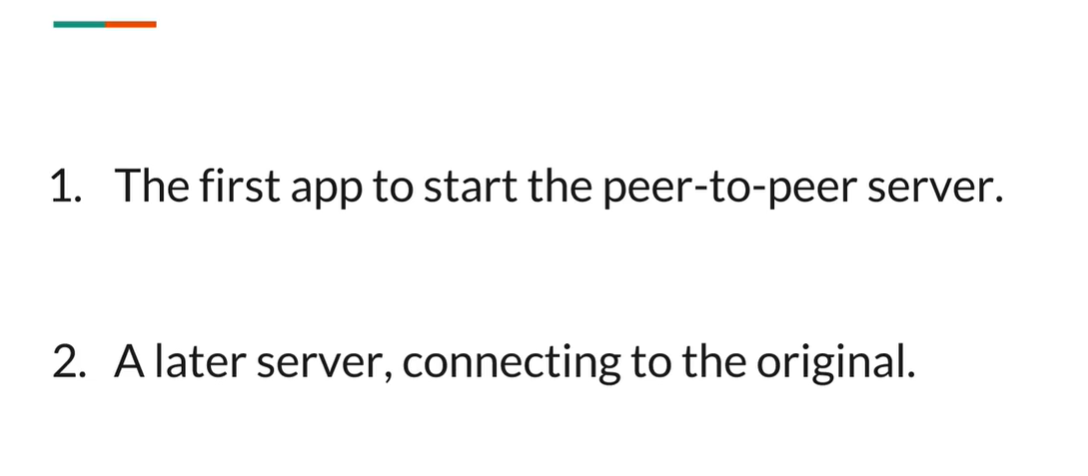 1. The first app to start the peer-to-peer server.
2. A later server, connecting to the original.